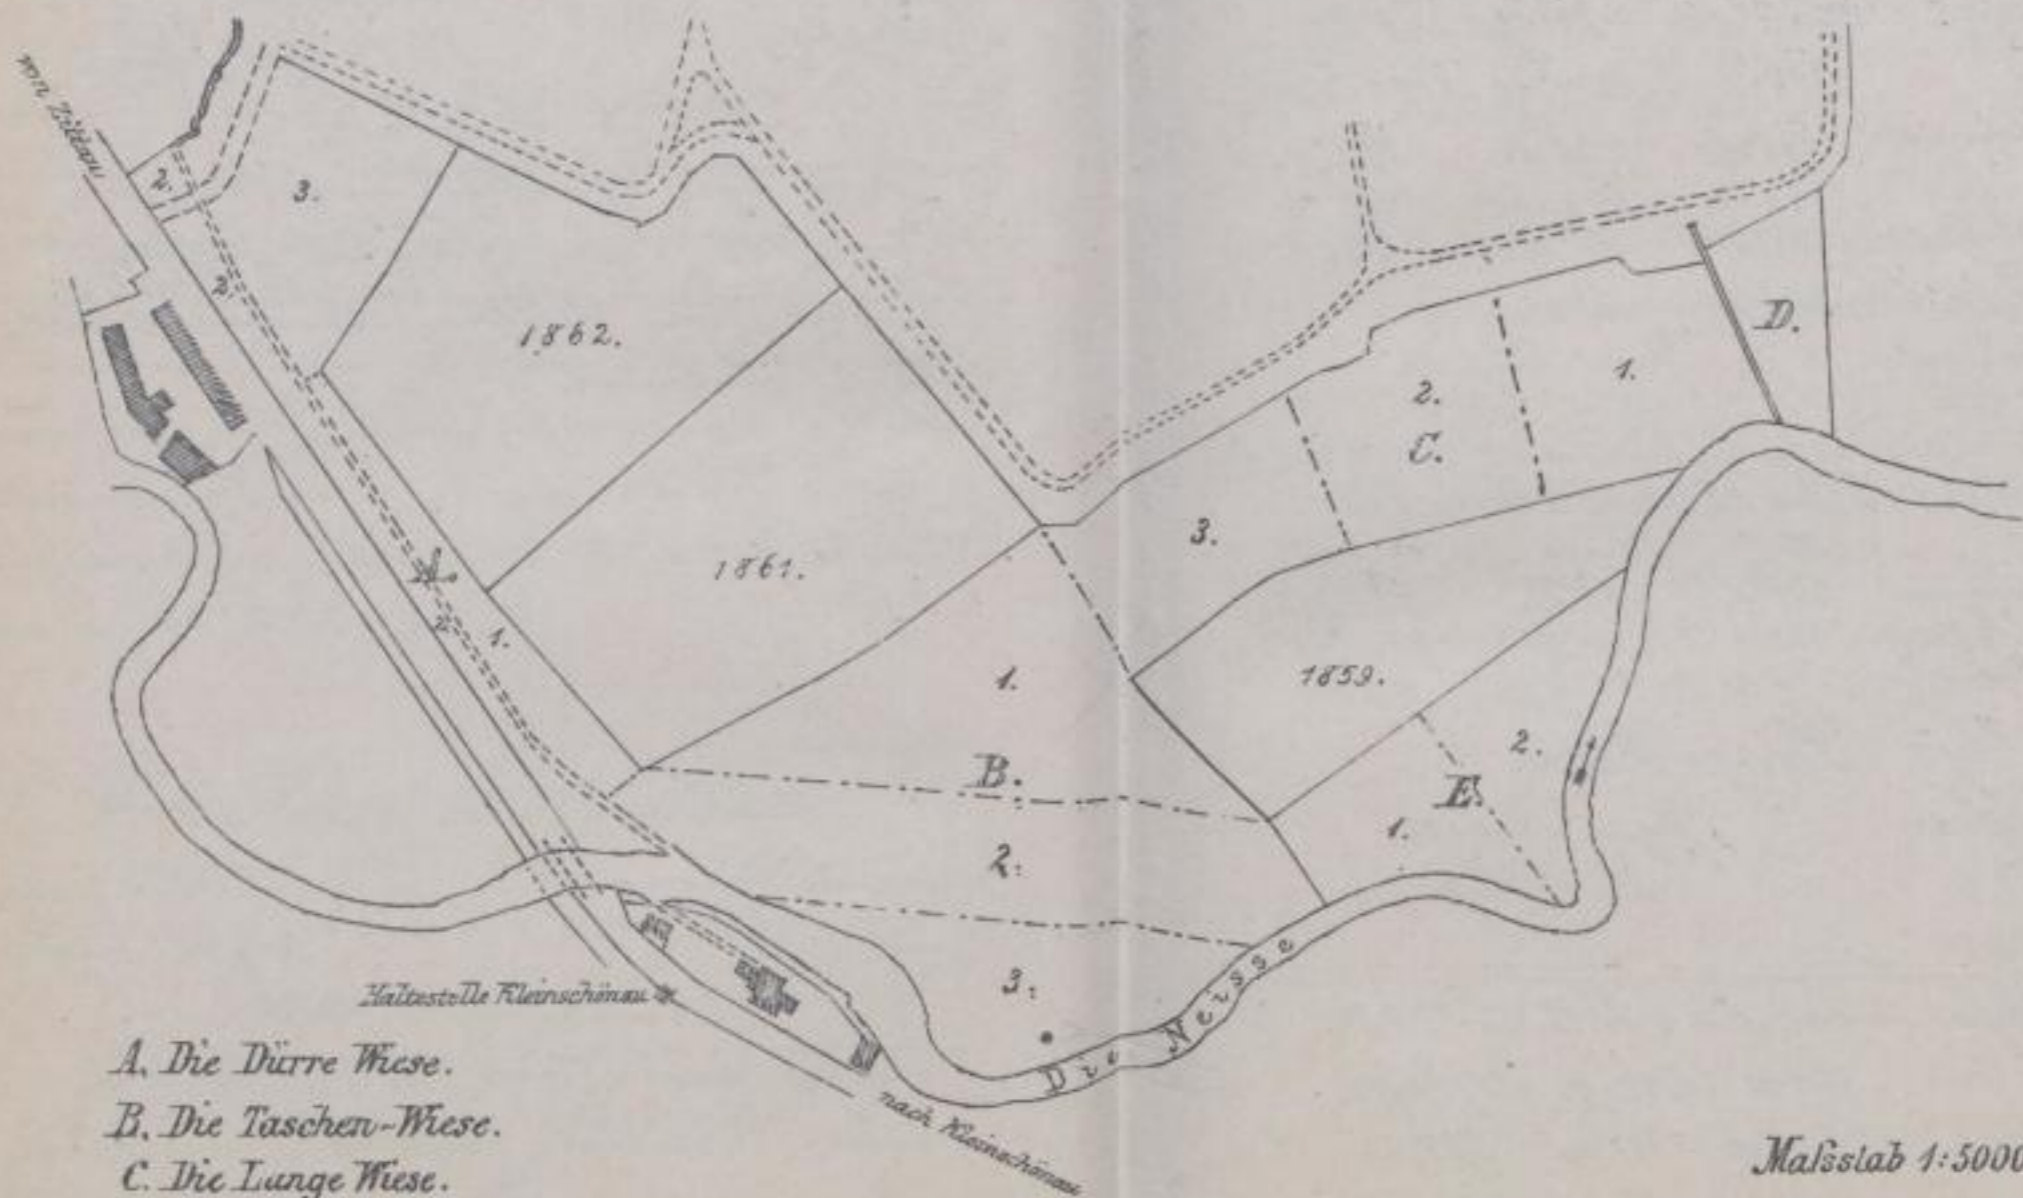 von Zittau
2.
3.
2.
1862.
D.
1.
2.
C.
3.
1861.
A.
2.
1.
1.
1859.
B.
2.
E.
1.
2.
3.
Die Neisse
Haltestelle Kleinschönau
nach Kleinschönau
A. Die Dürre Wiese.
B. Die Taschen-Wiese.
C. Die Lange Wiese.
Maſsstab 1:5000